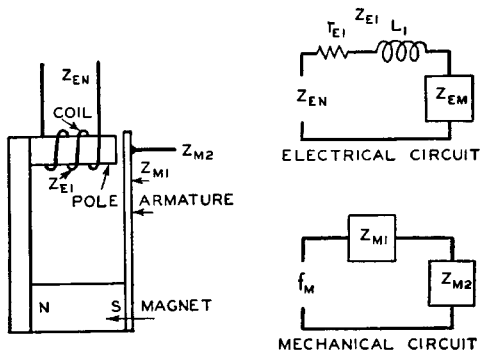 Z_EN
COIL
Z_E1
POLE
Z_M2
Z_M1
ARMATURE
N S MAGNET
Z_E1
r_E1 L_1
Z_EN
Z_EM
ELECTRICAL CIRCUIT
Z_M1
f_M
Z_M2
MECHANICAL CIRCUIT